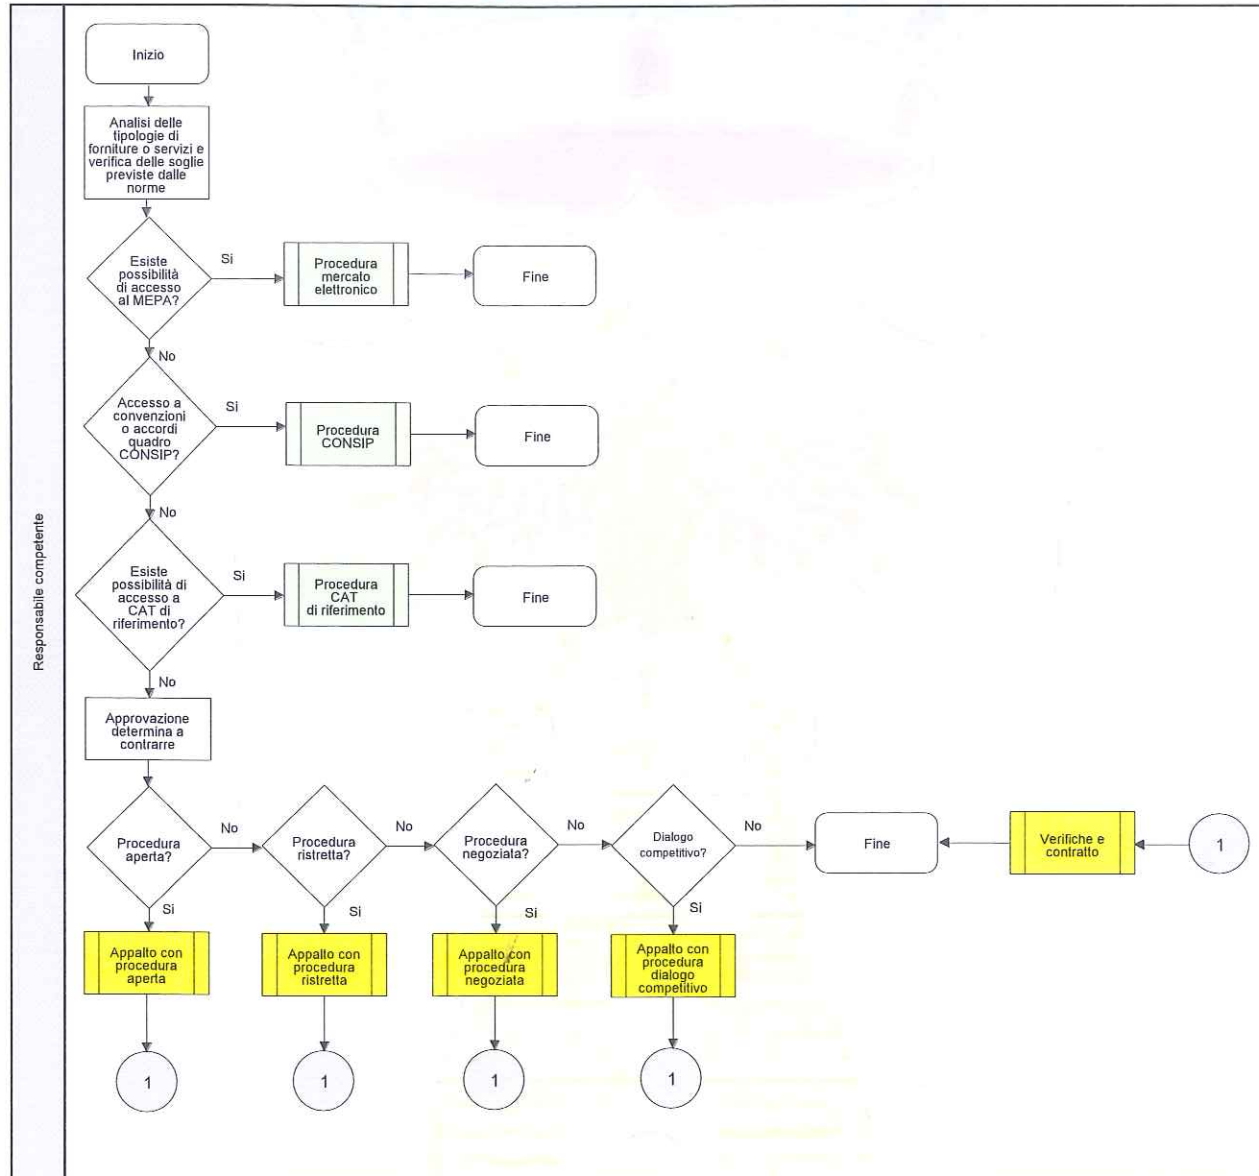 Responsabile competente
Inizio
Analisi delle
tipologie di
forniture o servizi e
verifica delle soglie
previste dalle
norme
Esiste
possibilità
di accesso
al MEPA?
Si
Procedura
mercato
elettronico
Fine
No
Accesso a
convenzioni
o accordi
quadro
CONSIP?
Si
Procedura
CONSIP
Fine
No
Esiste
possibilità di
accesso a
CAT di
riferimento?
Si
Procedura
CAT
di riferimento
Fine
No
Approvazione
determina a
contrarre
Procedura
aperta?
No
Procedura
ristretta?
No
Procedura
negoziata?
No
Dialogo
competitivo?
No
Fine
Verifiche e
contratto
1
Si
Si
Si
Si
Appalto con
procedura
aperta
Appalto con
procedura
ristretta
Appalto con
procedura
negoziata
Appalto con
procedura
dialogo
competitivo
1
1
1
1